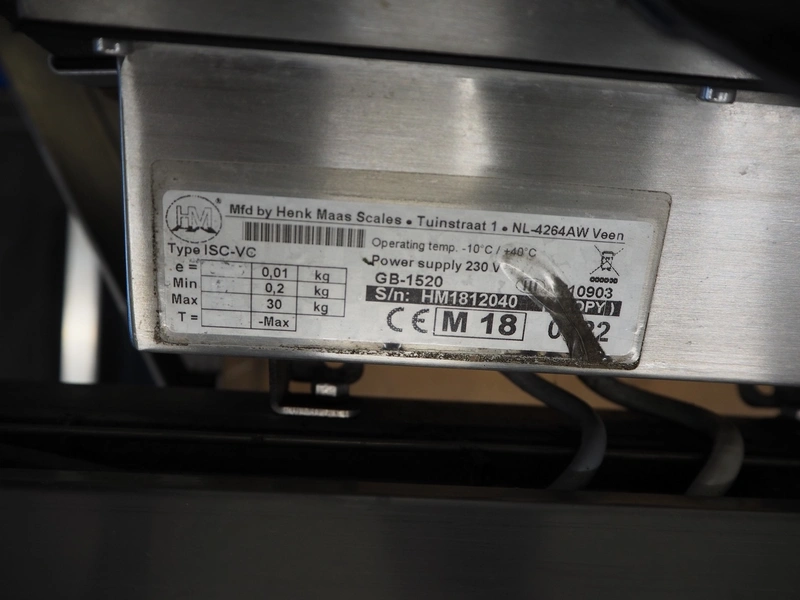 HM
Mfd by Henk Maas Scales • Tuinstraat 1 • NL-4264AW Veen
Operating temp. -10°C / +40°C
Type ISC-VC
Power supply 230 V
e = 0,01 kg
GB-1520
10903
Min 0,2 kg
S/n: HM1812040
Max 30 kg
T = -Max
CE M 18